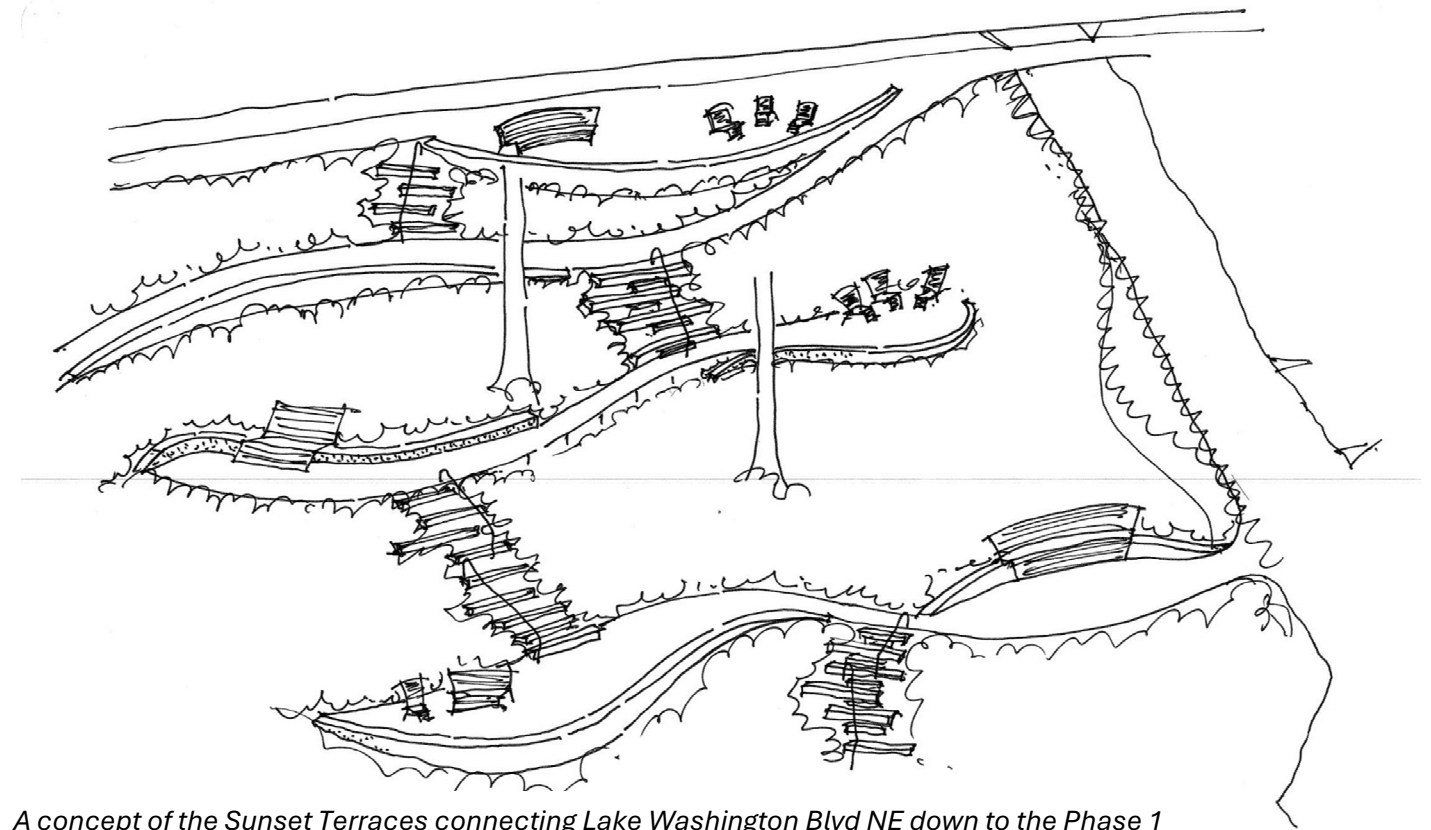 A concept of the Sunset Terraces connecting Lake Washington Blvd NE down to the Phase 1